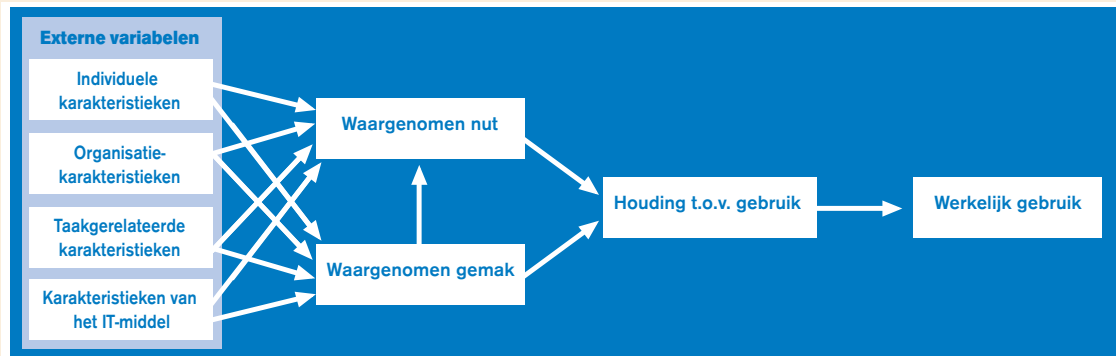 Externe variabelen
Individuele
karakteristieken
Organisatie-
karakteristieken
Taakgerelateerde
karakteristieken
Karakteristieken van
het IT-middel
Waargenomen nut
Waargenomen gemak
Houding t.o.v. gebruik
Werkelijk gebruik